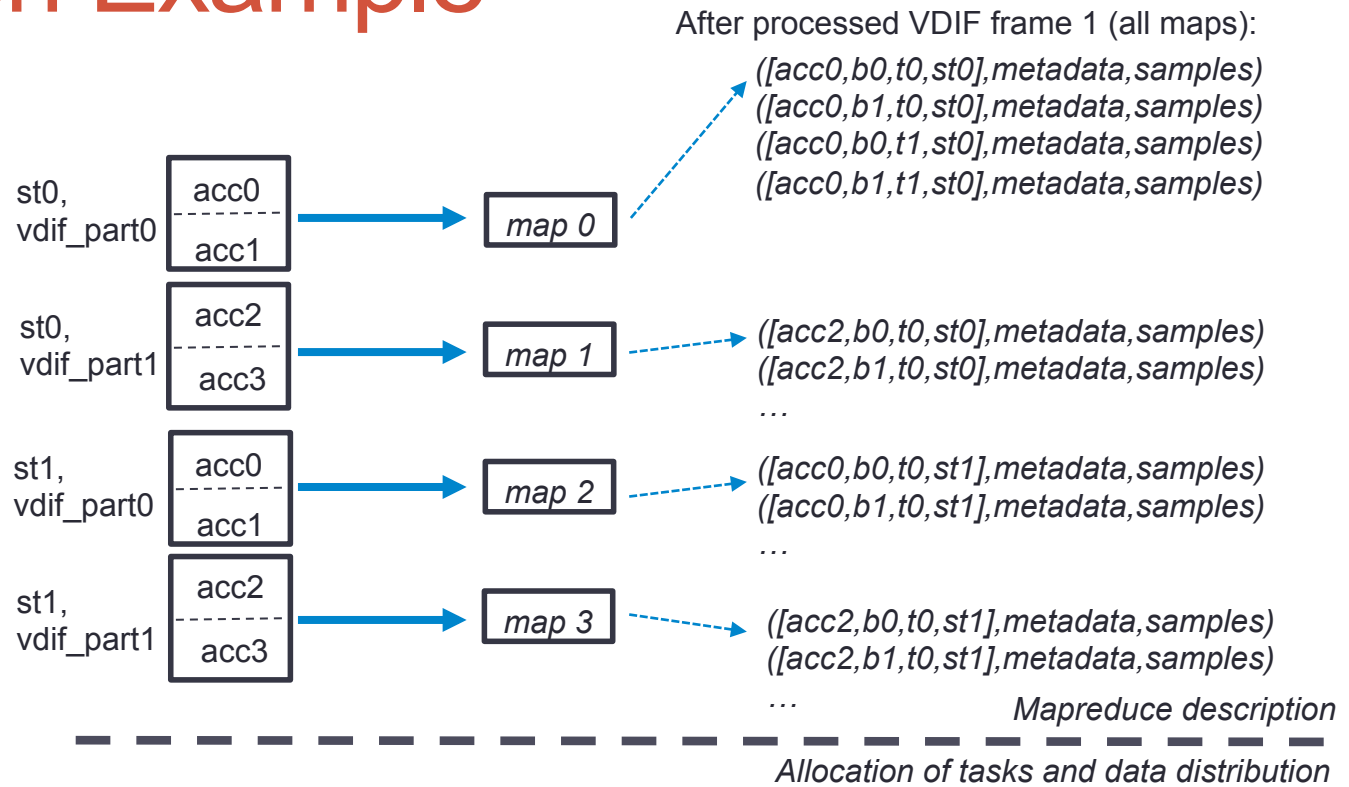 Example
After processed VDIF frame 1 (all maps):
([acc0,b0,t0,st0],metadata,samples)
([acc0,b1,t0,st0],metadata,samples)
([acc0,b0,t1,st0],metadata,samples)
([acc0,b1,t1,st0],metadata,samples)
st0,
vdif_part0
acc0
acc1
map 0
st0,
vdif_part1
acc2
acc3
map 1
([acc2,b0,t0,st0],metadata,samples)
([acc2,b1,t0,st0],metadata,samples)
…
st1,
vdif_part0
acc0
acc1
map 2
([acc0,b0,t0,st1],metadata,samples)
([acc0,b1,t0,st1],metadata,samples)
…
st1,
vdif_part1
acc2
acc3
map 3
([acc2,b0,t0,st1],metadata,samples)
([acc2,b1,t0,st1],metadata,samples)
…
Mapreduce description
Allocation of tasks and data distribution